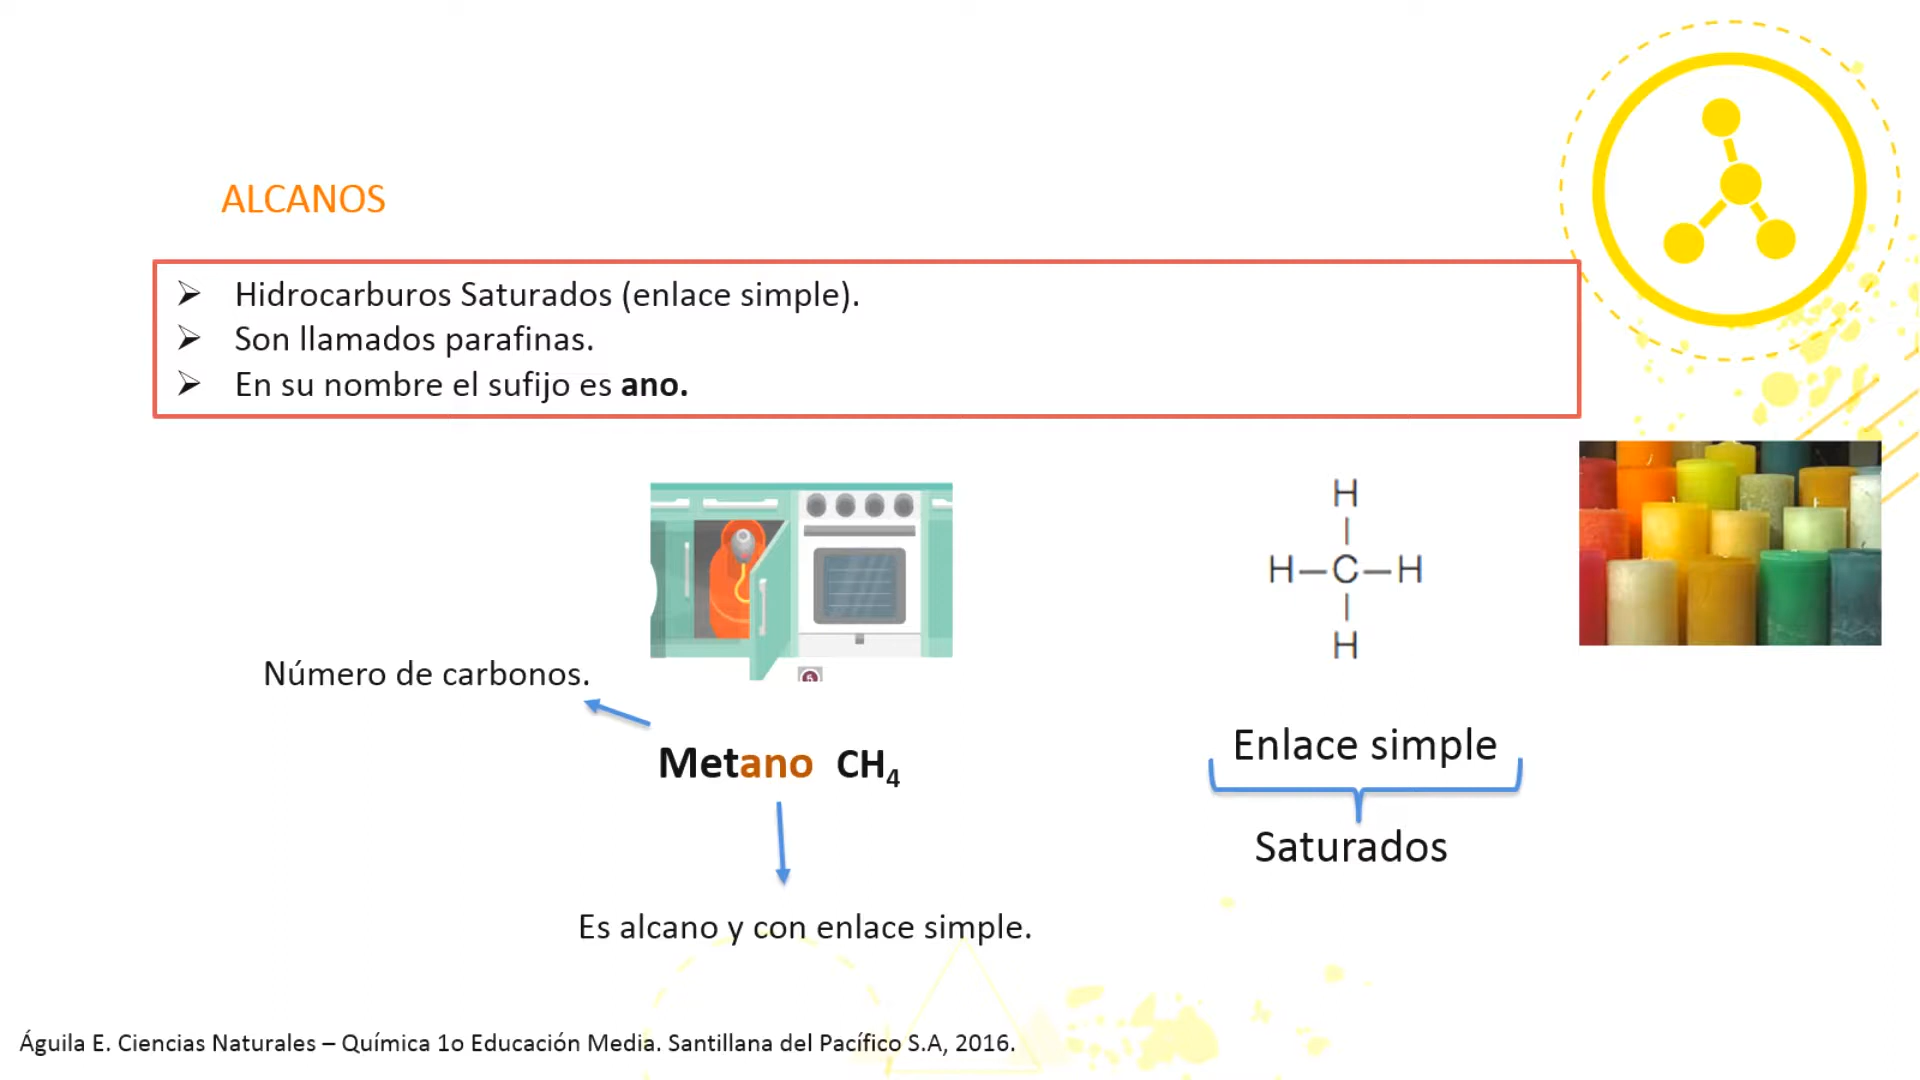 ALCANOS
➢ Hidrocarburos Saturados (enlace simple).
➢ Son llamados parafinas.
➢ En su nombre el sufijo es ano.
H
|
H–C–H
|
H
Número de carbonos.
Metano CH₄
Enlace simple
Saturados
Es alcano y con enlace simple.
Águila E. Ciencias Naturales – Química 1o Educación Media. Santillana del Pacífico S.A, 2016.